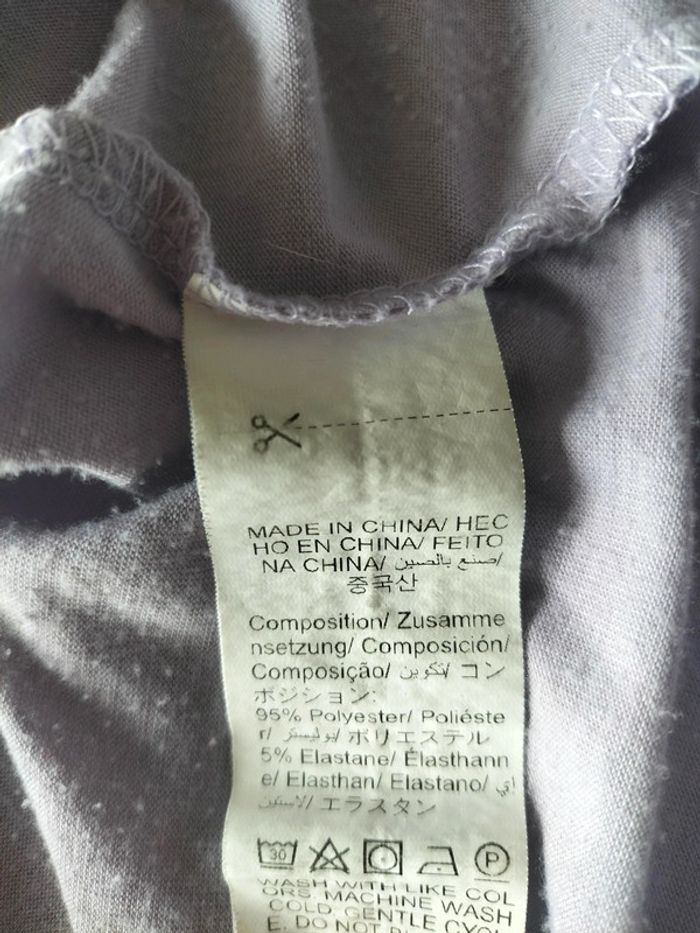 MADE IN CHINA/ HEC
HO EN CHINA/ FEITO
NA CHINA/ صنع بالصين/
중국산
Composition/ Zusamme
nsetzung/ Composición/
Composição/ تكوين/ コン
ポジション:
95% Polyester/ Poliéste
r/ بوليستر/ ポリエステル
5% Elastane/ Élasthann
e/ Elasthan/ Elastano/
エラスタン
30
P
WASH WITH LIKE COL
ORS. MACHINE WASH
COLD. GENTLE CYCL
E. DO NOT